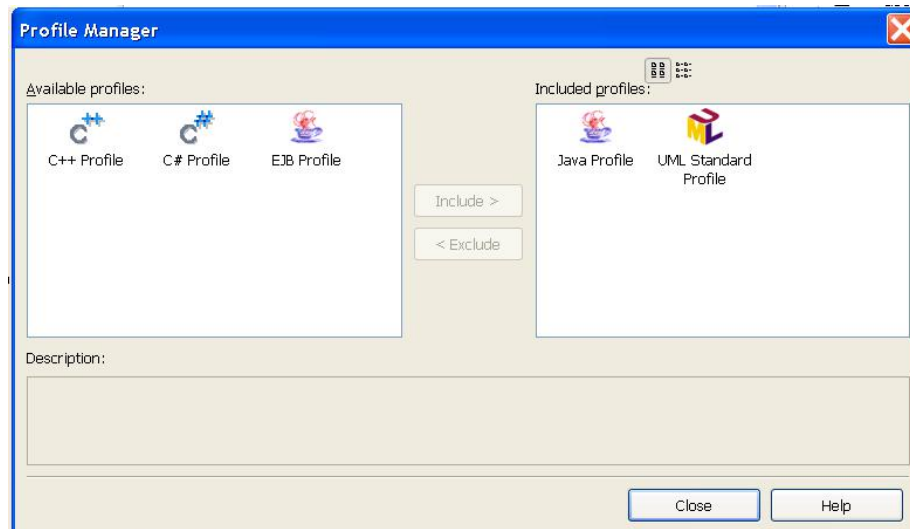 Profile Manager
Available profiles:
Included profiles:
C++ Profile
C# Profile
EJB Profile
Java Profile
UML Standard
Profile
Include >
< Exclude
Description:
Close
Help